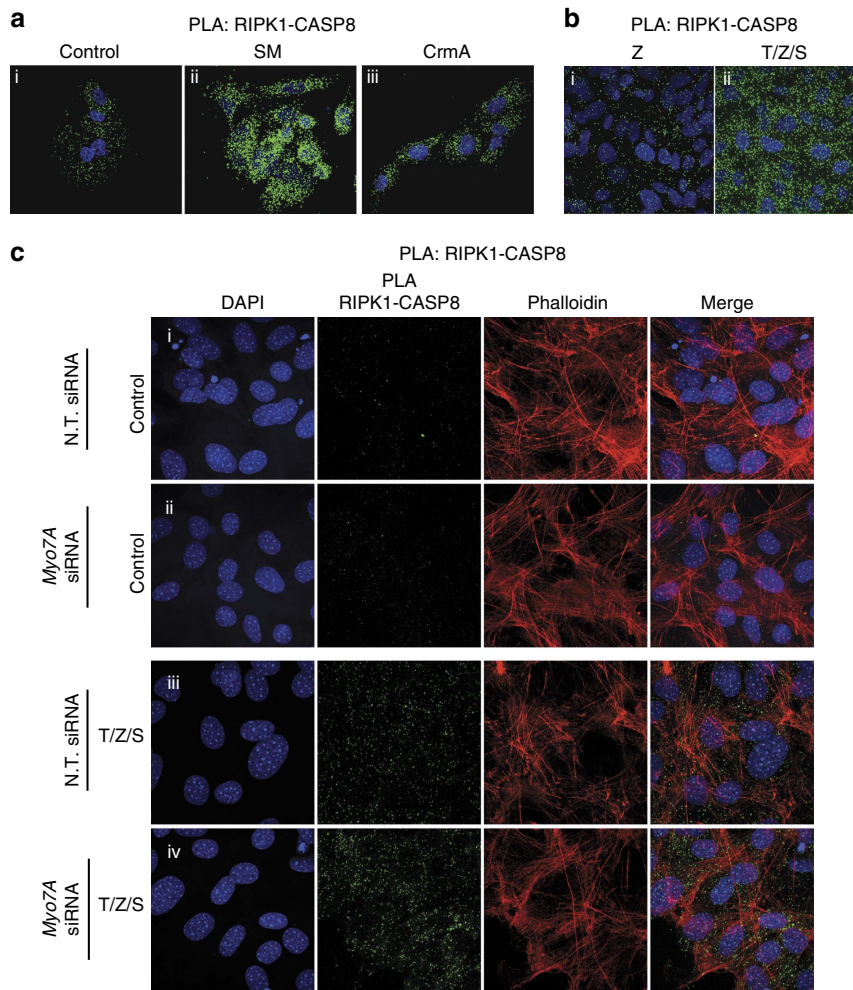 a
PLA: RIPK1-CASP8
Control SM CrmA
i ii iii
b
PLA: RIPK1-CASP8
Z T/Z/S
i ii
c
PLA: RIPK1-CASP8
DAPI PLA RIPK1-CASP8 Phalloidin Merge
N.T. siRNA Control i
Myo7A siRNA Control ii
N.T. siRNA T/Z/S iii
Myo7A siRNA T/Z/S iv